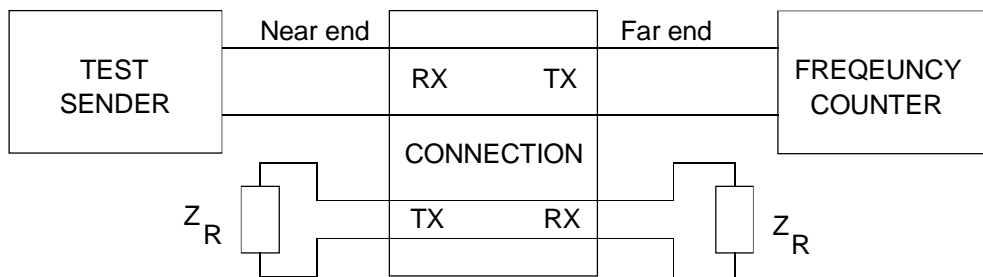 Near end
Far end
TEST
SENDER
RX TX
FREQEUNCY
COUNTER
CONNECTION
Z R
TX RX
Z R